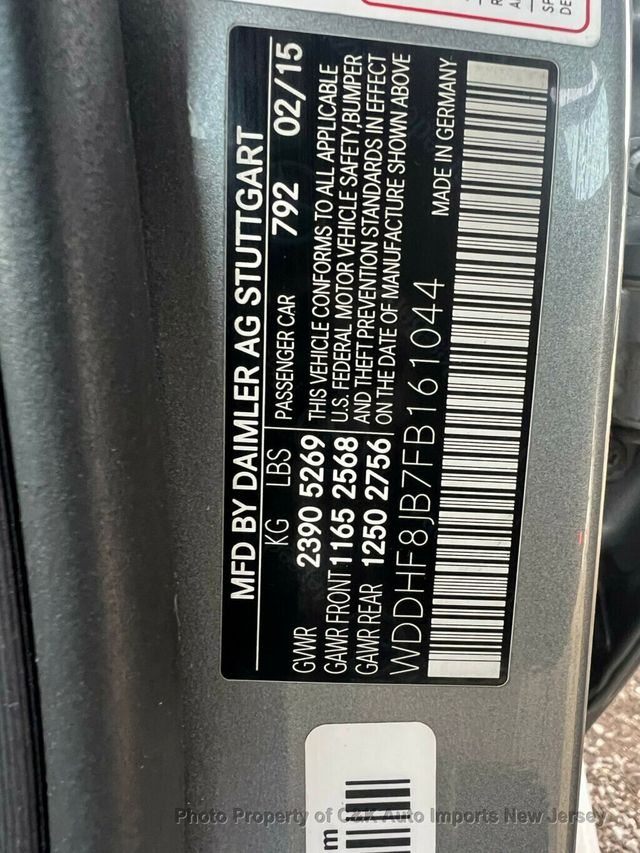 MFD BY DAIMLER AG STUTTGART
KG LBS PASSENGER CAR 792 02/15
GWR 2390 5269 THIS VEHICLE CONFORMS TO ALL APPLICABLE
GAWR FRONT 1165 2568 U.S. FEDERAL MOTOR VEHICLE SAFETY,BUMPER
GAWR REAR 1250 2756 AND THEFT PREVENTION STANDARDS IN EFFECT
ON THE DATE OF MANUFACTURE SHOWN ABOVE
WDDHF8JB7FB161044 MADE IN GERMANY
Photo Property of C&K Auto Imports New Jersey